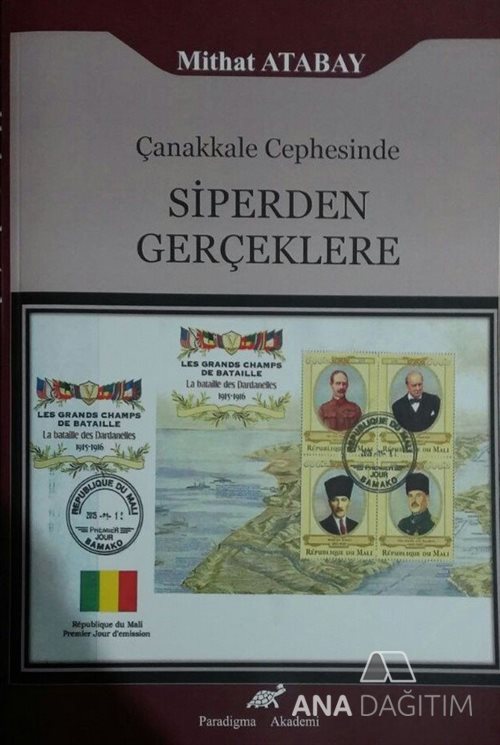 Mithat ATABAY
Çanakkale Cephesinde
SİPERDEN
GERÇEKLERE
LES GRANDS CHAMPS
DE BATAILLE
La bataille des Dardanelles
1915-1916
LES GRANDS CHAMPS
DE BATAILLE
La bataille des Dardanelles
1915-1916
RÉPUBLIQUE DU MALI
PREMIER
JOUR
BAMAKO
République du Mali
Premier Jour d'émission
RÉPUBLIQUE DU MALI
RÉPUBLIQUE DU MALI
REPUBLIQUE DU MALI
JOUR
BAMAKO
RÉPUBLIQUE DU MALI
RÉPUBLIQUE DU MALI
Paradigma Akademi
ANA DAĞITIM